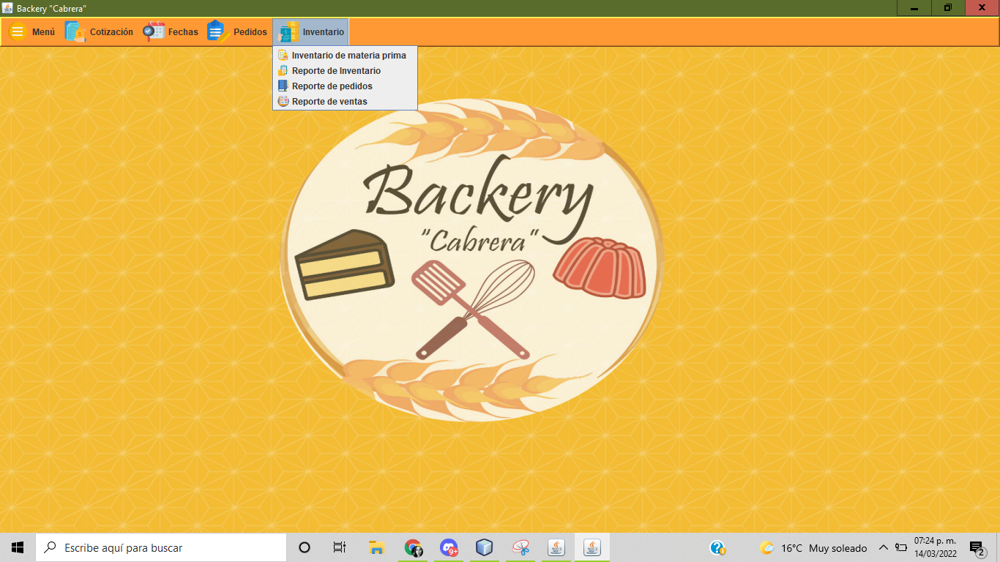 Backery "Cabrera"
Menú Cotización Fechas Pedidos Inventario
Inventario de materia prima
Reporte de Inventario
Reporte de pedidos
Reporte de ventas
Backery
"Cabrera"
Escribe aquí para buscar
9+
16°C Muy soleado
07:24 p. m.
14/03/2022
2